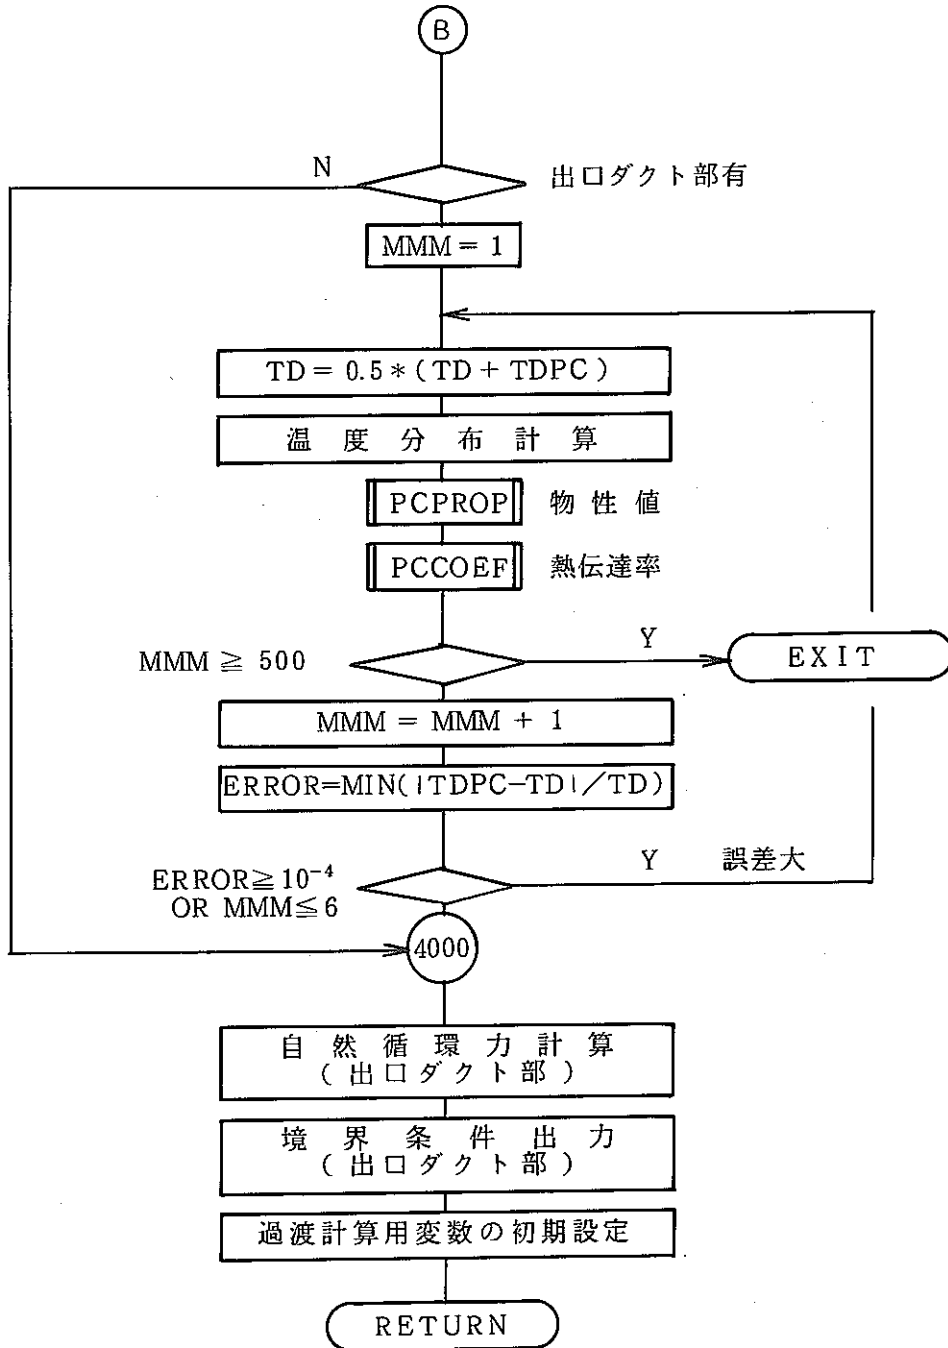 B
N
出口ダクト部有
MMM = 1
TD = 0.5 * ( TD + TDPC )
温度分布計算
PCPROP 物性値
PCCOEF 熱伝達率
MMM ≧ 500
Y
EXIT
MMM = MMM + 1
ERROR=MIN(|TDPC-TD|/TD)
Y 誤差大
ERROR≧10⁻⁴
OR MMM≦6
4000
自然循環力計算
(出口ダクト部)
境界条件出力
(出口ダクト部)
過渡計算用変数の初期設定
RETURN